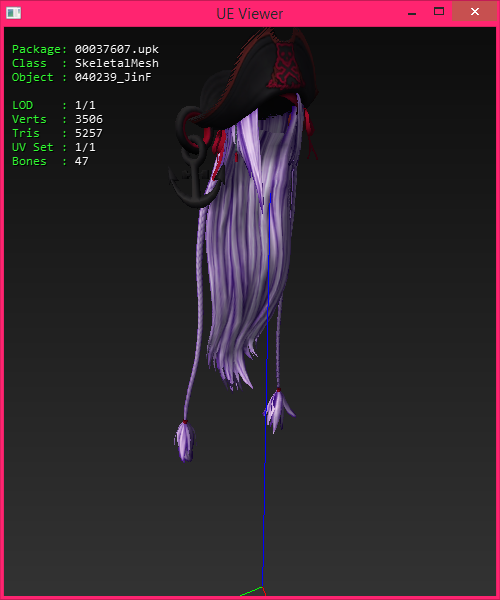 UE Viewer
Package: 00037607.upk
Class : SkeletalMesh
Object : 040239_JinF
LOD : 1/1
Verts : 3506
Tris : 5257
UV Set : 1/1
Bones : 47